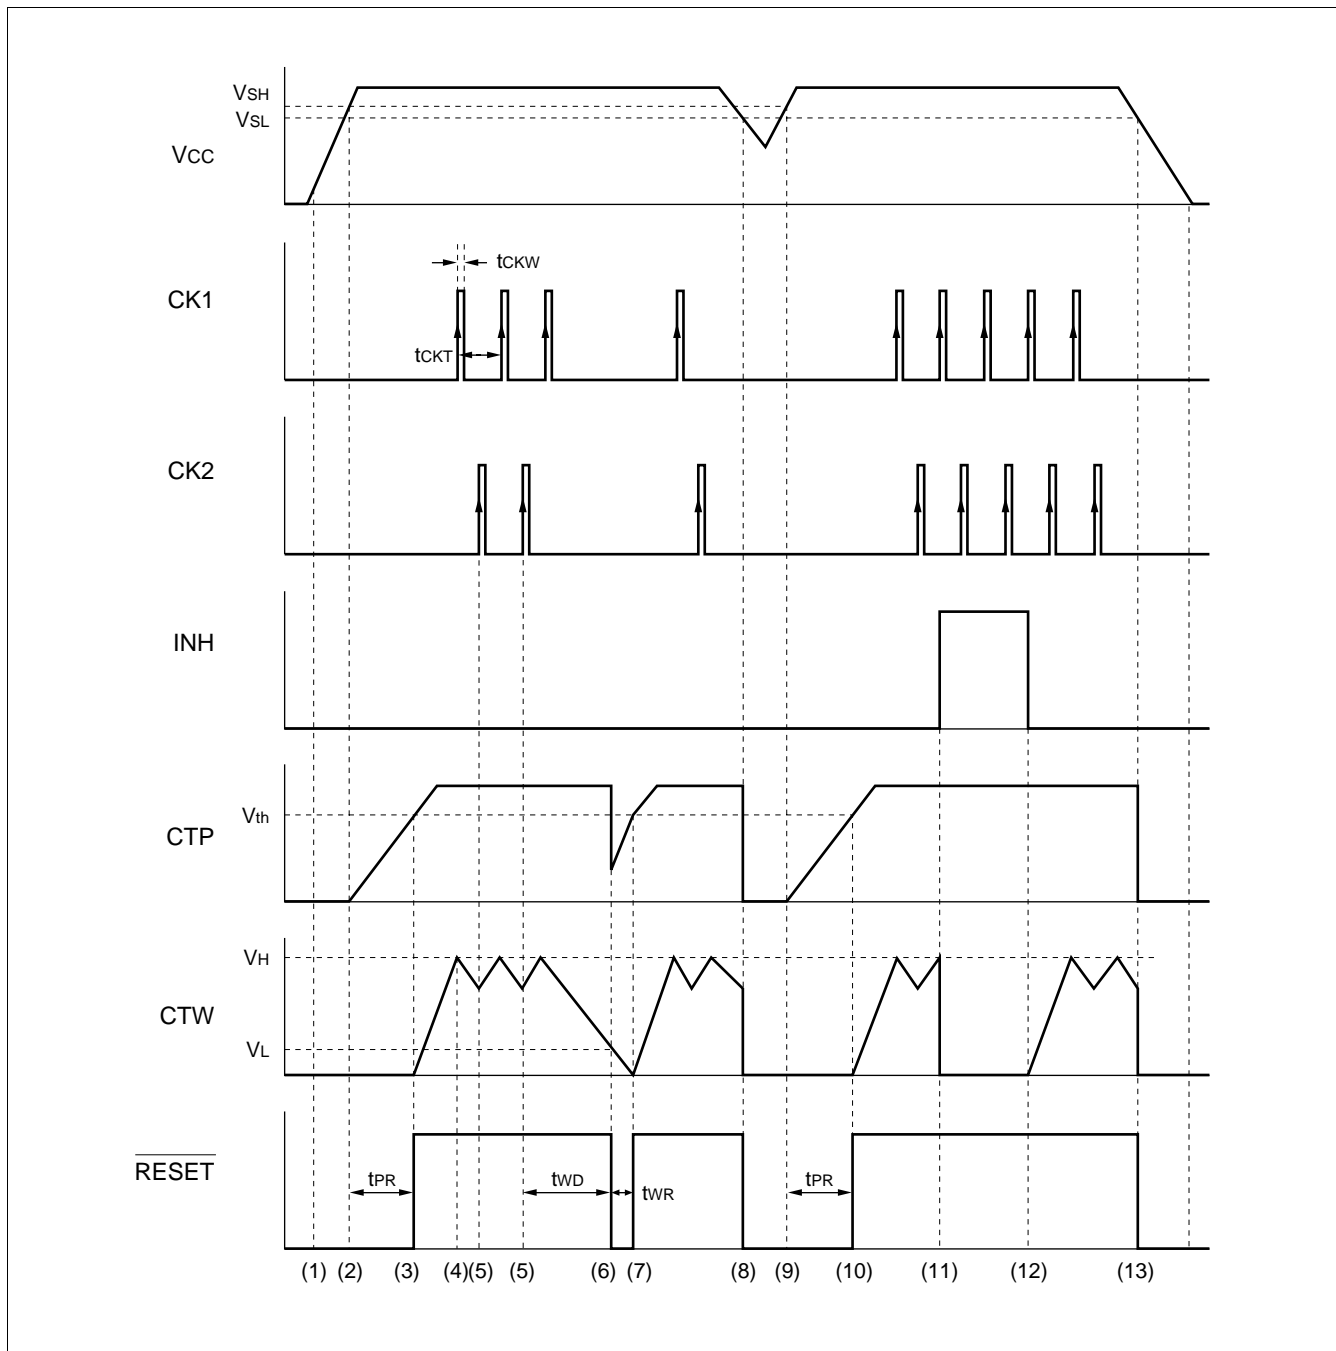 VSH
VSL
VCC
tCKW
CK1
tCKT
CK2
INH
Vth
CTP
VH
CTW
VL
RESET
tPR
tWD
tWR
tPR
(1) (2) (3) (4)(5) (5) (6) (7) (8) (9) (10) (11) (12) (13)